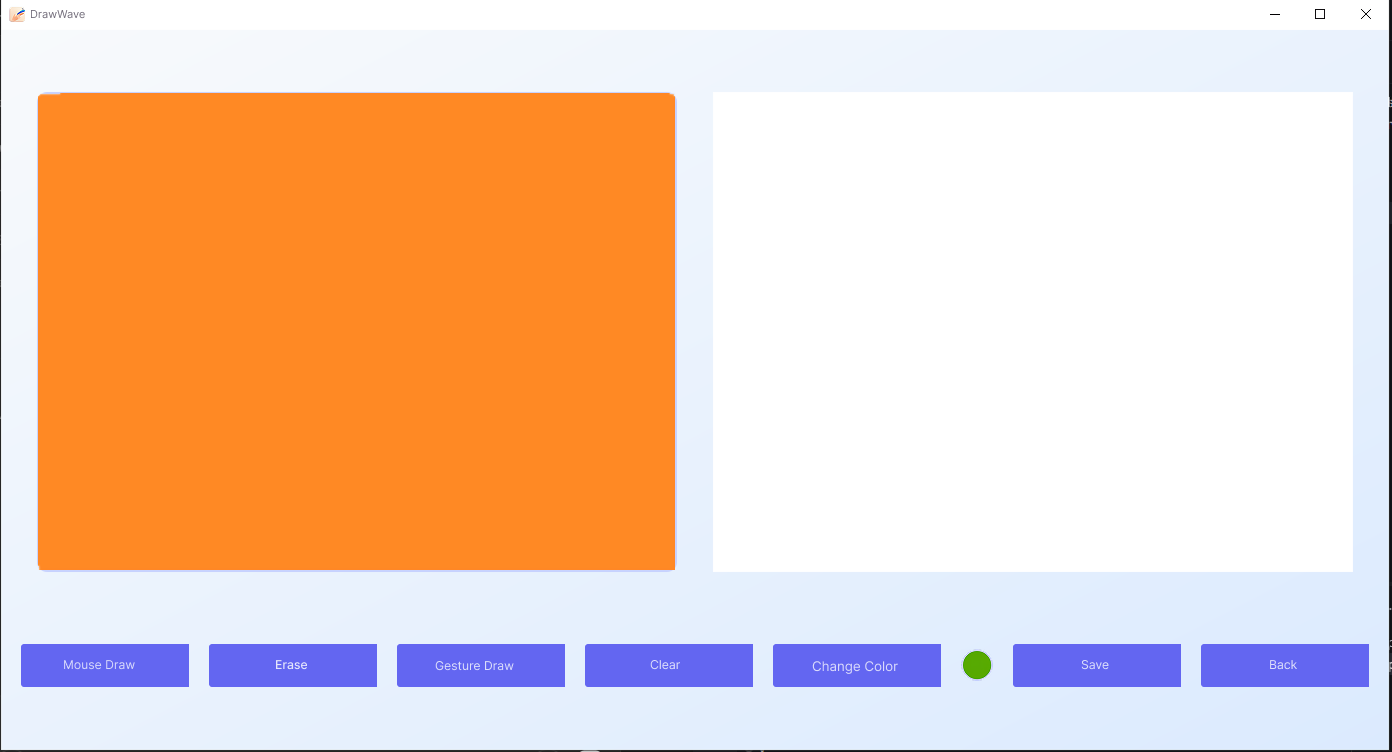 DrawWave
Mouse Draw
Erase
Gesture Draw
Clear
Change Color
Save
Back